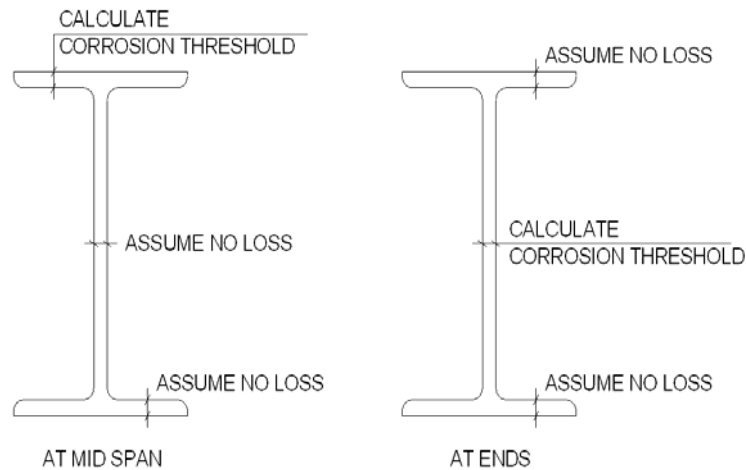 CALCULATE
CORROSION THRESHOLD
ASSUME NO LOSS
ASSUME NO LOSS
AT MID SPAN
ASSUME NO LOSS
CALCULATE
CORROSION THRESHOLD
ASSUME NO LOSS
AT ENDS